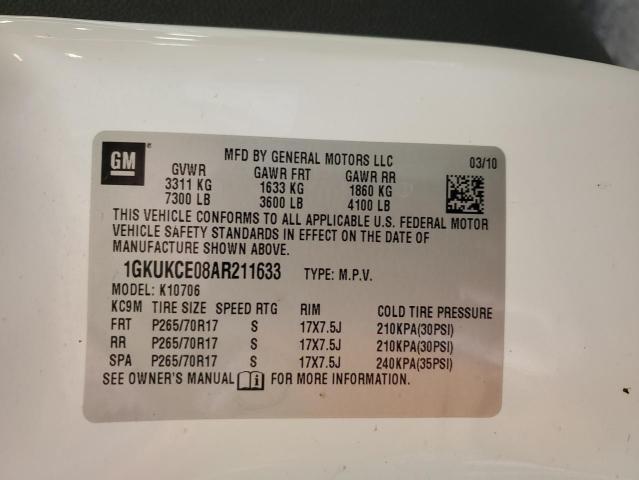 GM ®
MFD BY GENERAL MOTORS LLC 03/10
GVWR GAWR FRT GAWR RR
3311 KG 1633 KG 1860 KG
7300 LB 3600 LB 4100 LB
THIS VEHICLE CONFORMS TO ALL APPLICABLE U.S. FEDERAL MOTOR
VEHICLE SAFETY STANDARDS IN EFFECT ON THE DATE OF
MANUFACTURE SHOWN ABOVE.
1GKUKCE08AR211633 TYPE: M.P.V.
MODEL: K10706
KC9M TIRE SIZE SPEED RTG RIM COLD TIRE PRESSURE
FRT P265/70R17 S 17X7.5J 210KPA(30PSI)
RR P265/70R17 S 17X7.5J 210KPA(30PSI)
SPA P265/70R17 S 17X7.5J 240KPA(35PSI)
SEE OWNER'S MANUAL FOR MORE INFORMATION.